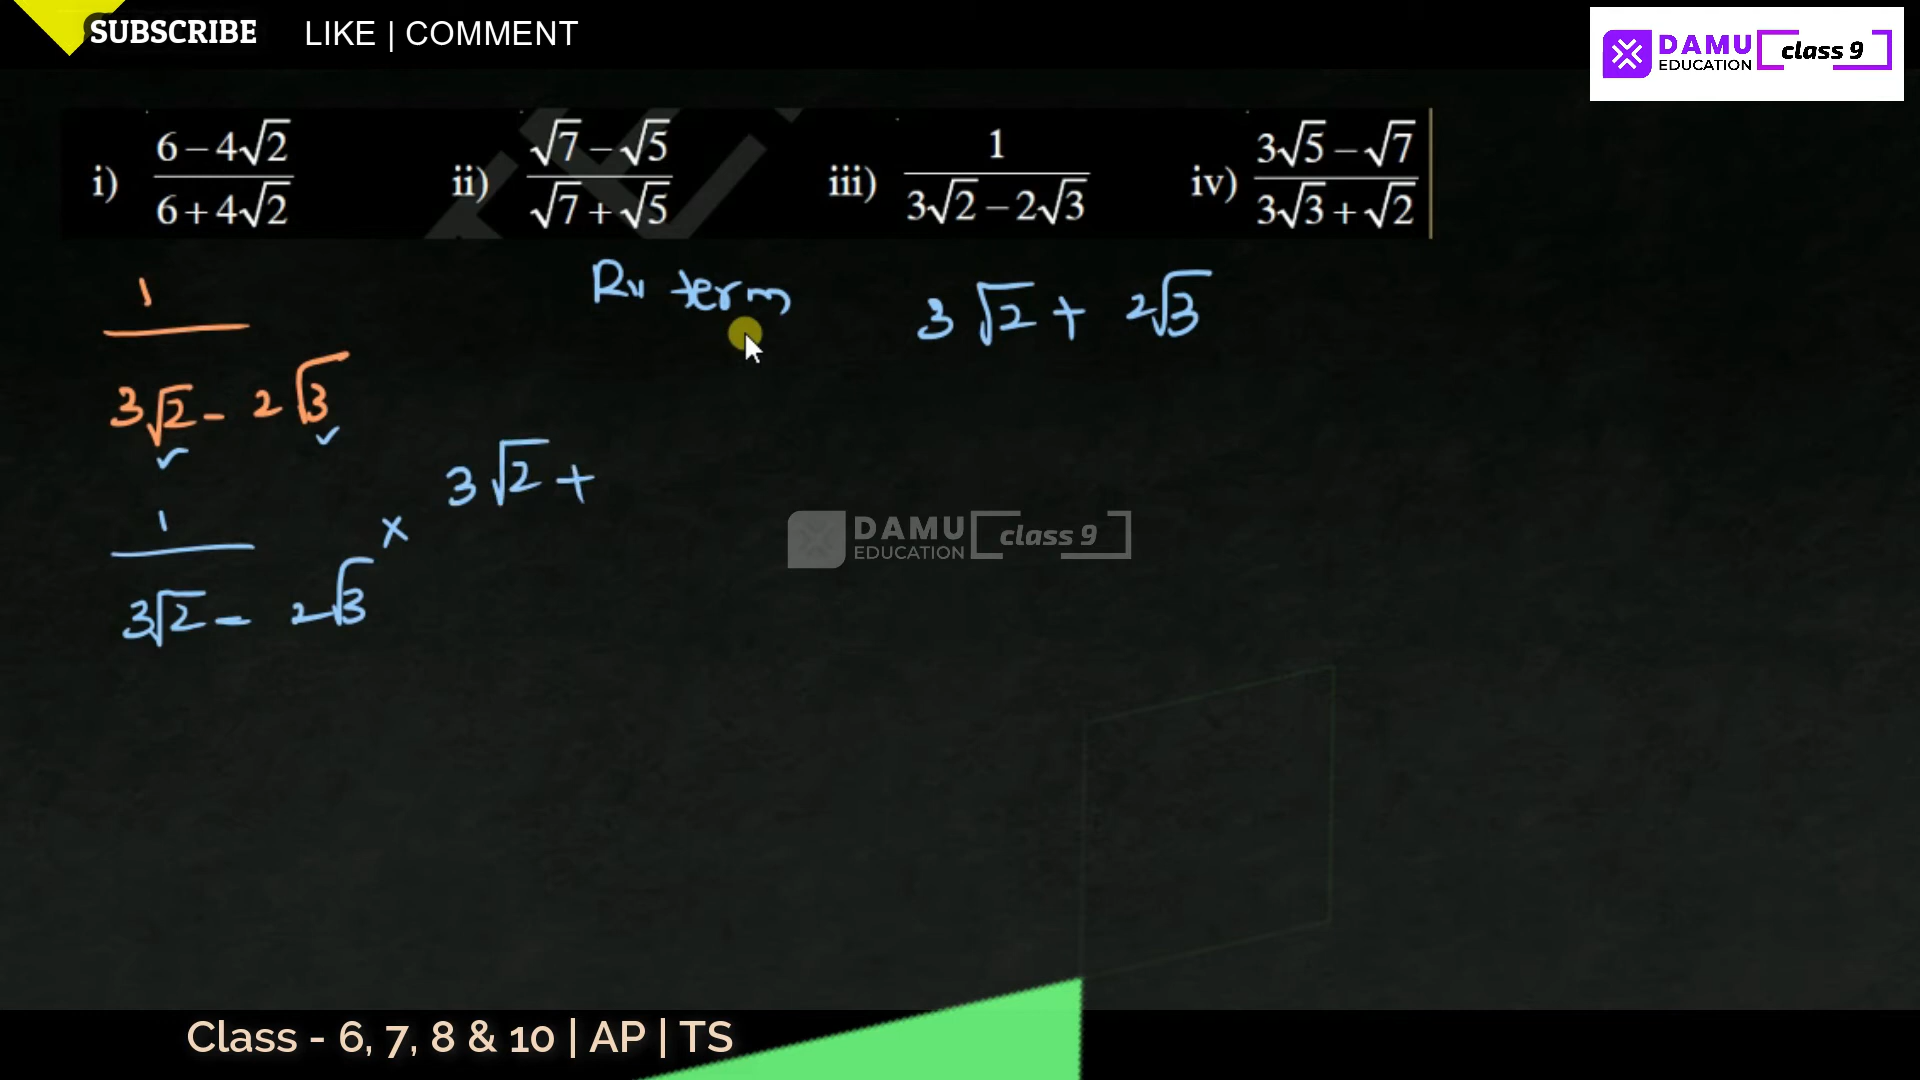 SUBSCRIBE LIKE | COMMENT
DAMU EDUCATION class 9
i) (6 − 4√2)/(6 + 4√2) ii) (√7 − √5)/(√7 + √5) iii) 1/(3√2 − 2√3) iv) (3√5 − √7)/(3√3 + √2)
1/(3√2 − 2√3)
term 3√2 + 2√3
1/(3√2 − 2√3) × 3√2 +
DAMU EDUCATION class 9
Class - 6, 7, 8 & 10 | AP | TS